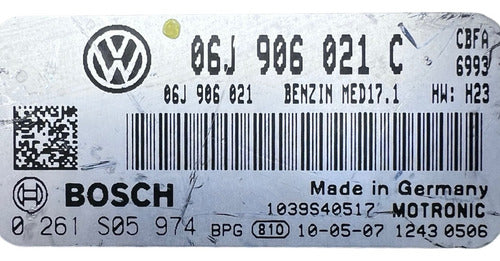 06J 906 021 C CBFA
6993
06J 906 021 BENZIN MED17.1 HW: H23
BOSCH
Made in Germany
1039S40517 MOTRONIC
0 261 S05 974 BPG 810 10-05-07 1243 0506